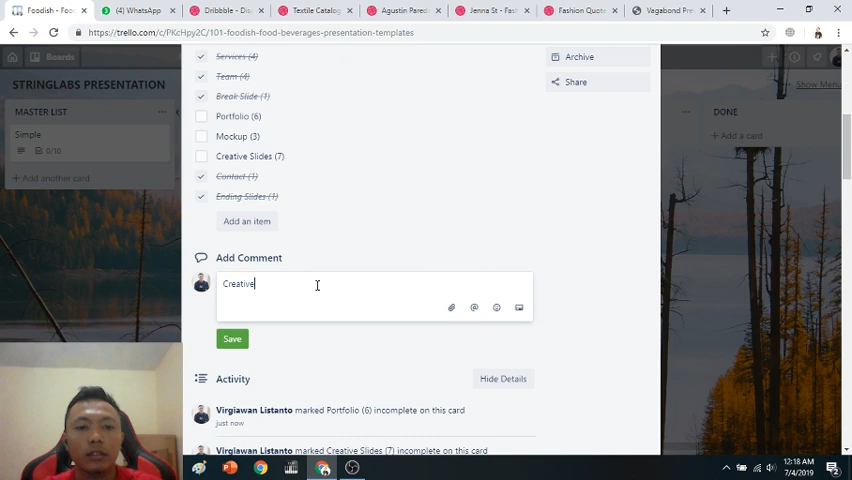 Foodish - Foo
(4) WhatsApp
Dribbble - Dis
Textile Catalog
Agustin Pared
Jenna St - Fash
Fashion Quote
Vagabond Pre
https://trello.com/c/PKcHpy2C/101-foodish-food-beverages-presentation-templates
Boards
STRINGLABS PRESENTATION
Show Menu
MASTER LIST
Simple
0/10
+ Add another card
DONE
+ Add a card
Services (4)
Team (4)
Break Slide (1)
Portfolio (6)
Mockup (3)
Creative Slides (7)
Contact (1)
Ending Slides (1)
Add an item
Archive
Share
Add Comment
Creative
Save
Activity
Hide Details
Virgiawan Listanto marked Portfolio (6) incomplete on this card
just now
Virgiawan Listanto marked Creative Slides (7) incomplete on this card
12:18 AM
7/4/2019